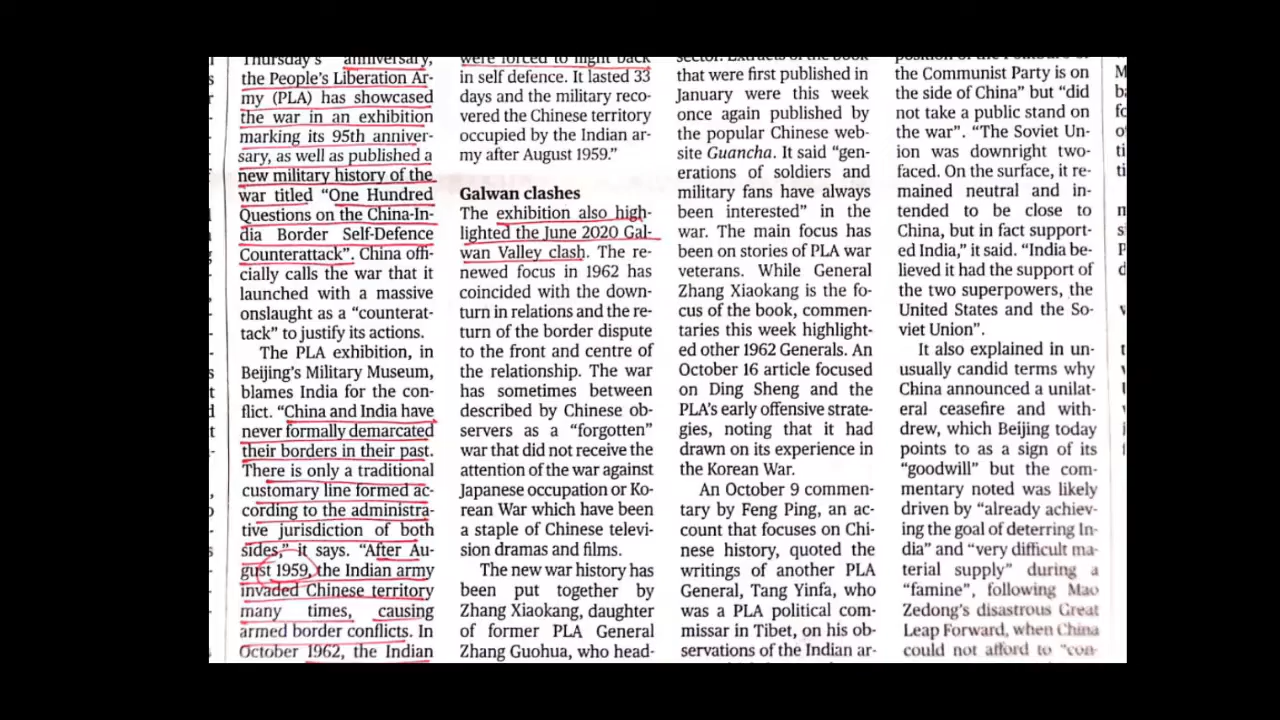 Thursday's anniversary,
the People's Liberation Ar-
my (PLA) has showcased
the war in an exhibition
marking its 95th anniver-
sary, as well as published a
new military history of the
war titled “One Hundred
Questions on the China-In-
dia Border Self-Defence
Counterattack”. China offi-
cially calls the war that it
launched with a massive
onslaught as a “counterat-
tack” to justify its actions.
The PLA exhibition, in
Beijing's Military Museum,
blames India for the con-
flict. “China and India have
never formally demarcated
their borders in their past.
There is only a traditional
customary line formed ac-
cording to the administra-
tive jurisdiction of both
sides,” it says. “After Au-
gust 1959, the Indian army
invaded Chinese territory
many times, causing
armed border conflicts. In
October 1962, the Indian
were forced to fight back
in self defence. It lasted 33
days and the military reco-
vered the Chinese territory
occupied by the Indian ar-
my after August 1959.”
Galwan clashes
The exhibition also high-
lighted the June 2020 Gal-
wan Valley clash. The re-
newed focus in 1962 has
coincided with the down-
turn in relations and the re-
turn of the border dispute
to the front and centre of
the relationship. The war
has sometimes between
described by Chinese ob-
servers as a “forgotten”
war that did not receive the
attention of the war against
Japanese occupation or Ko-
rean War which have been
a staple of Chinese televi-
sion dramas and films.
The new war history has
been put together by
Zhang Xiaokang, daughter
of former PLA General
Zhang Guohua, who head-
sector. Extracts of the book
that were first published in
January were this week
once again published by
the popular Chinese web-
site Guancha. It said “gen-
erations of soldiers and
military fans have always
been interested” in the
war. The main focus has
been on stories of PLA war
veterans. While General
Zhang Xiaokang is the fo-
cus of the book, commen-
taries this week highlight-
ed other 1962 Generals. An
October 16 article focused
on Ding Sheng and the
PLA's early offensive strate-
gies, noting that it had
drawn on its experience in
the Korean War.
An October 9 commen-
tary by Feng Ping, an ac-
count that focuses on Chi-
nese history, quoted the
writings of another PLA
General, Tang Yinfa, who
was a PLA political com-
missar in Tibet, on his ob-
servations of the Indian ar-
position of the
the Communist Party is on
the side of China” but “did
not take a public stand on
the war”. “The Soviet Un-
ion was downright two-
faced. On the surface, it re-
mained neutral and in-
tended to be close to
China, but in fact support-
ed India,” it said. “India be-
lieved it had the support of
the two superpowers, the
United States and the So-
viet Union”.
It also explained in un-
usually candid terms why
China announced a unilat-
eral ceasefire and with-
drew, which Beijing today
points to as a sign of its
“goodwill” but the com-
mentary noted was likely
driven by “already achiev-
ing the goal of deterring In-
dia” and “very difficult ma-
terial supply” during a
“famine”, following Mao
Zedong's disastrous Great
Leap Forward, when China
could not afford to “con-